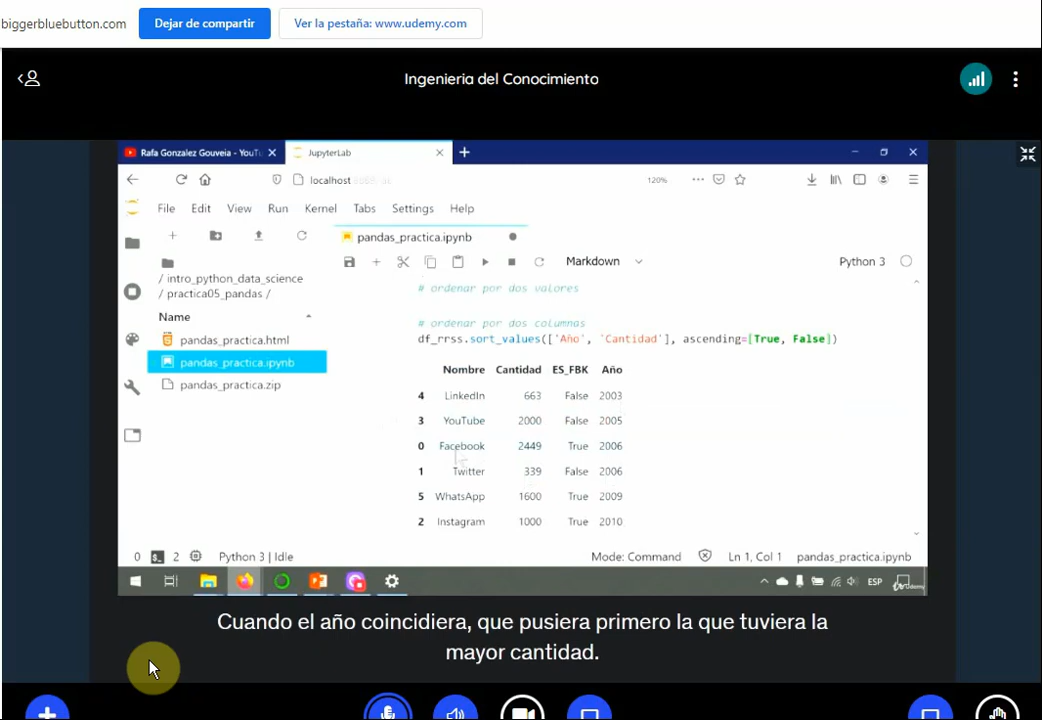 biggerbluebutton.com
Dejar de compartir
Ver la pestaña: www.udemy.com
Ingenieria del Conocimiento
Rafa Gonzalez Gouveia - YouTu
JupyterLab
localhost
120%
File Edit View Run Kernel Tabs Settings Help
pandas_practica.ipynb
Markdown
Python 3
/ intro_python_data_science
/ practica05_pandas /
Name
pandas_practica.html
pandas_practica.ipynb
pandas_practica.zip
# ordenar por dos valores
# ordenar por dos columnas
df_rrss.sort_values(['Año', 'Cantidad'], ascending=[True, False])
Nombre Cantidad ES_FBK Año
4 LinkedIn 663 False 2003
3 YouTube 2000 False 2005
0 Facebook 2449 True 2006
1 Twitter 339 False 2006
5 WhatsApp 1600 True 2009
2 Instagram 1000 True 2010
0 2 Python 3 | Idle
Mode: Command Ln 1, Col 1 pandas_practica.ipynb
ESP
Udemy
Cuando el año coincidiera, que pusiera primero la que tuviera la
mayor cantidad.